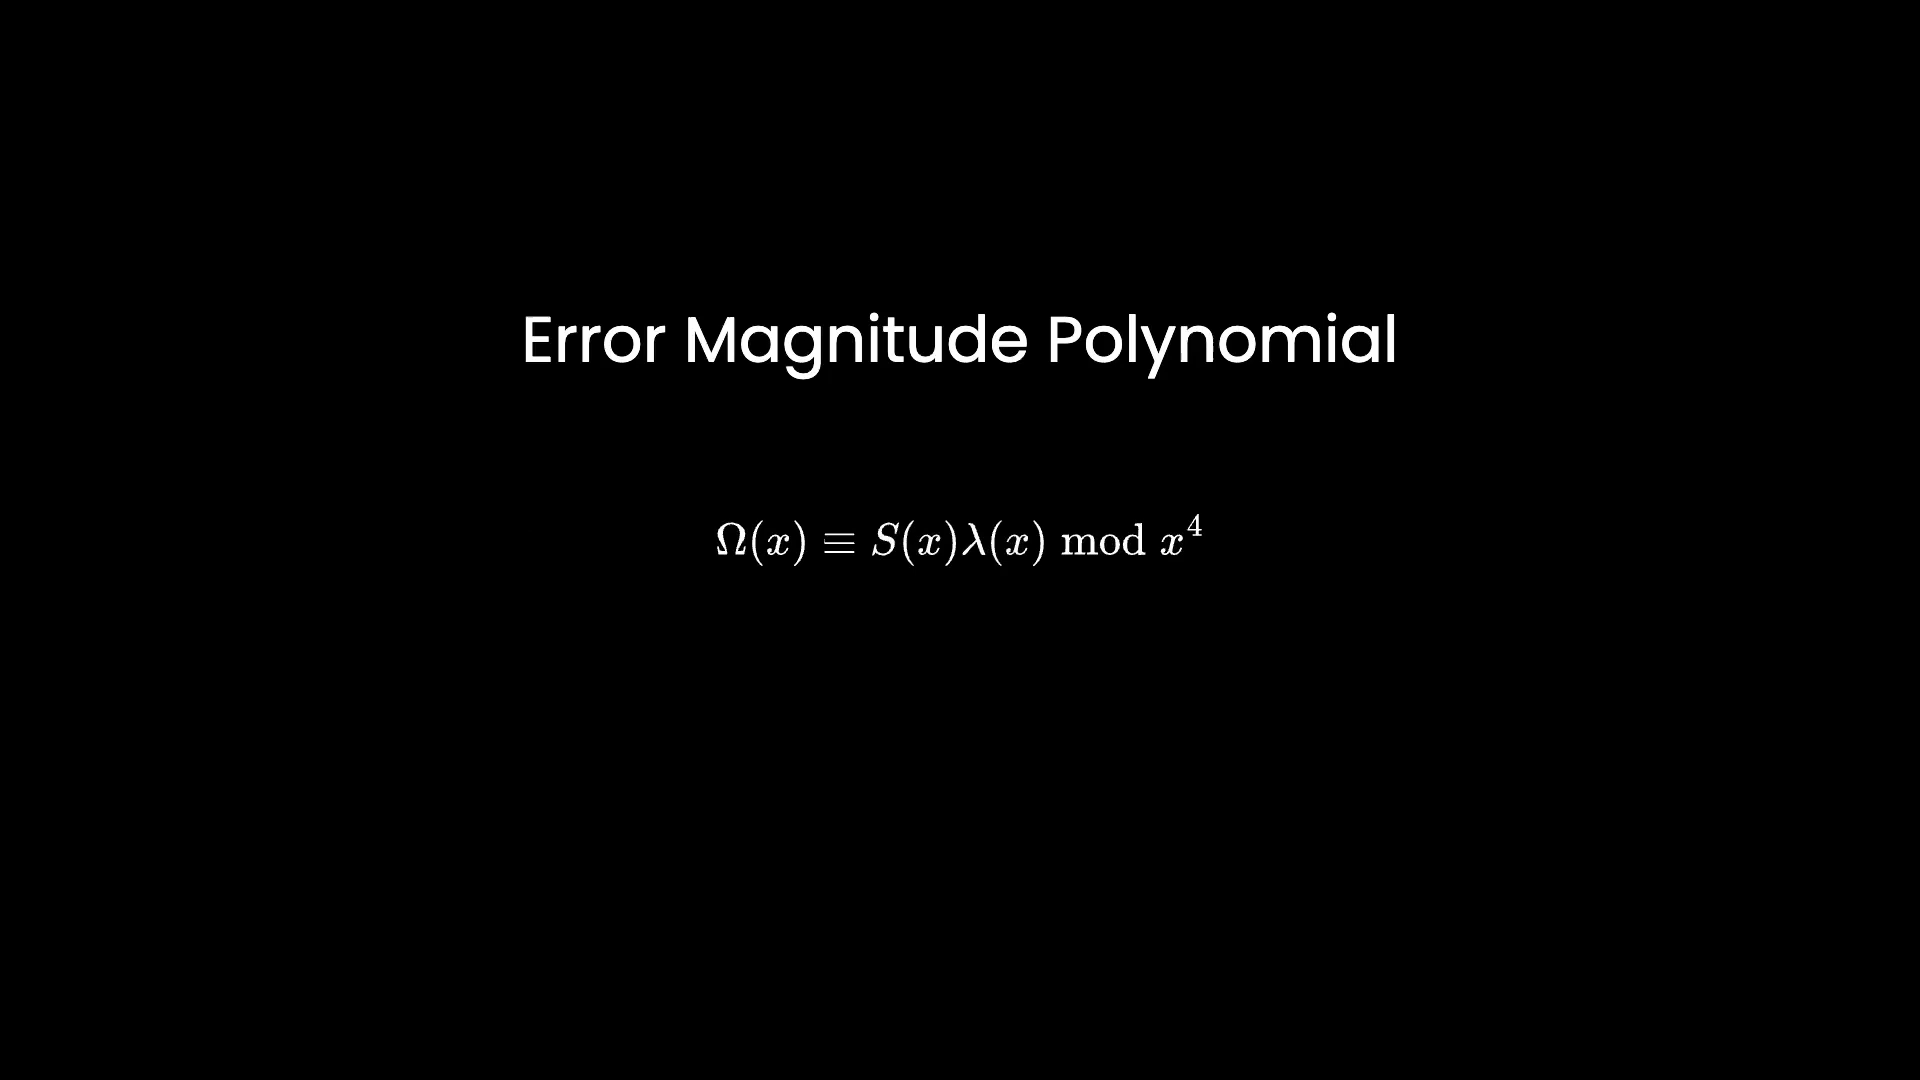 Error Magnitude Polynomial
Ω(x) ≡ S(x)λ(x) mod x⁴